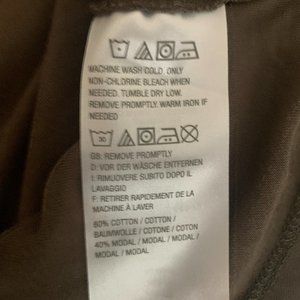 MACHINE WASH COLD. ONLY
NON-CHLORINE BLEACH WHEN
NEEDED. TUMBLE DRY LOW.
REMOVE PROMPTLY. WARM IRON IF
NEEDED
30
GB: REMOVE PROMPTLY
D: VOR DER WÄSCHE ENTFERNEN
I: RIMUOVERE SUBITO DOPO IL
LAVAGGIO
F: RETIRER RAPIDEMENT DE LA
MACHINE À LAVER
60% COTTON / COTTON /
BAUMWOLLE / COTONE / COTON
40% MODAL / MODAL / MODAL /
MODAL / MODAL